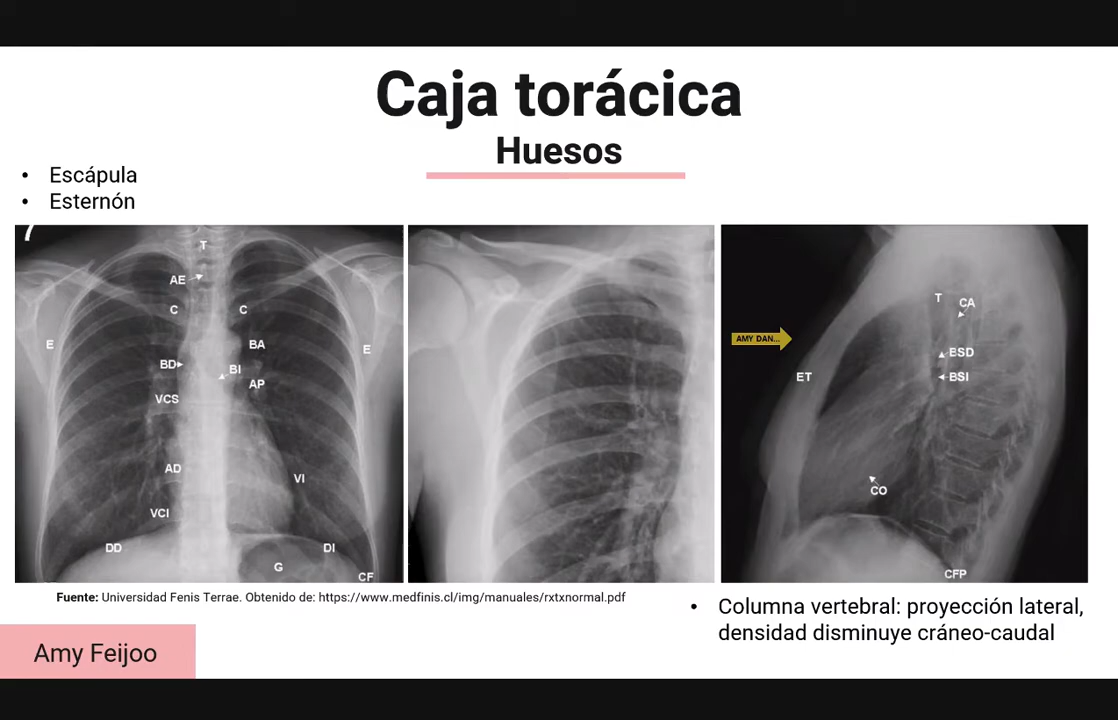 Caja torácica
Huesos
• Escápula
• Esternón
T
AE
C C
E E
BA
BD
BI
AP
VCS
AD
VI
VCI
DD DI
G
CF
T
CA
AMY DAN...
ESD
ET
BSI
CO
CFP
Fuente: Universidad Fenis Terrae. Obtenido de: https://www.medfinis.cl/img/manuales/rxtxnormal.pdf
• Columna vertebral: proyección lateral,
densidad disminuye cráneo-caudal
Amy Feijoo